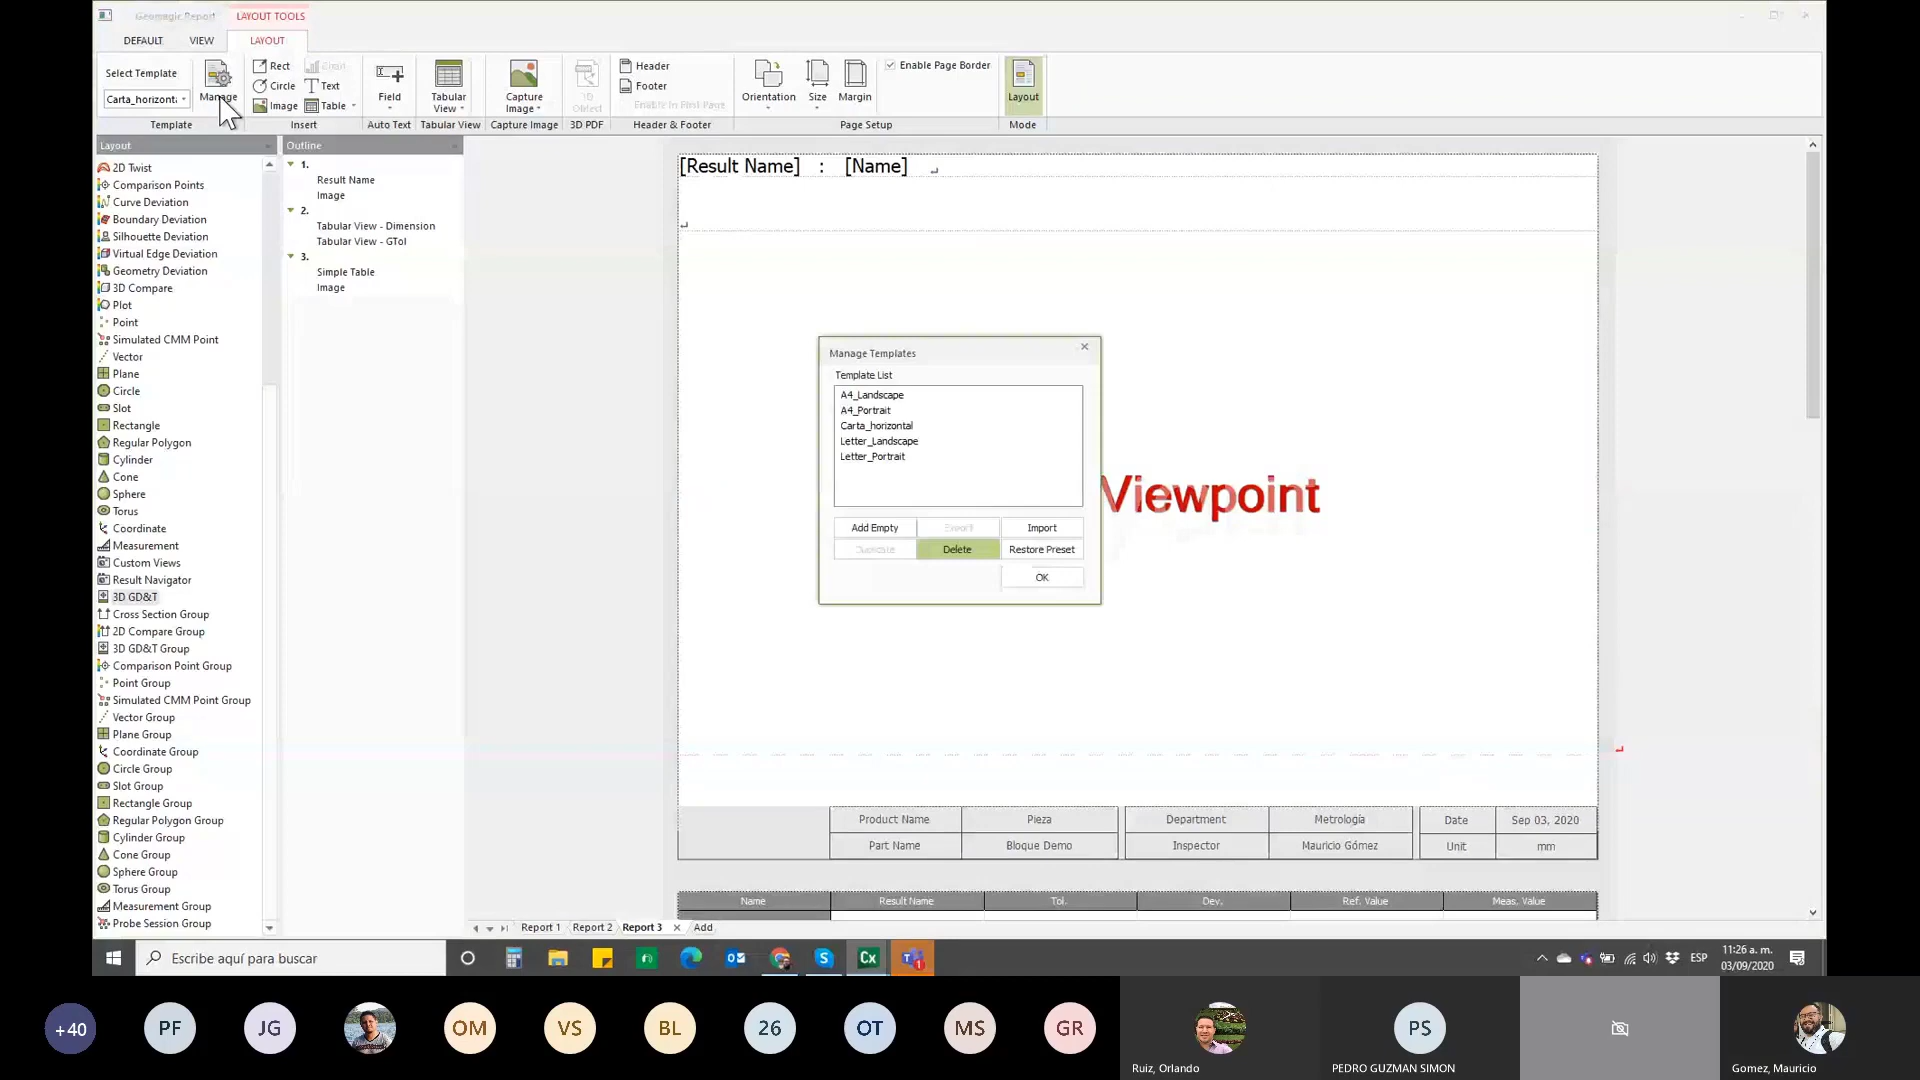 Geomagic Report
LAYOUT TOOLS
DEFAULT
VIEW
LAYOUT
Select Template
Carta_horizont
Manage
Template
Rect
Circle
Text
Image
Table
Insert
Field
Auto Text
Tabular View
Tabular View
Capture Image
Capture Image
3D Object
3D PDF
Header
Footer
Enable In First Page
Header & Footer
Orientation
Size
Margin
Enable Page Border
Page Setup
Layout
Mode
Layout
2D Twist
Comparison Points
Curve Deviation
Boundary Deviation
Silhouette Deviation
Virtual Edge Deviation
Geometry Deviation
3D Compare
Plot
Point
Simulated CMM Point
Vector
Plane
Circle
Slot
Rectangle
Regular Polygon
Cylinder
Cone
Sphere
Torus
Coordinate
Measurement
Custom Views
Result Navigator
3D GD&T
Cross Section Group
2D Compare Group
3D GD&T Group
Comparison Point Group
Point Group
Simulated CMM Point Group
Vector Group
Plane Group
Coordinate Group
Circle Group
Slot Group
Rectangle Group
Regular Polygon Group
Cylinder Group
Cone Group
Sphere Group
Torus Group
Measurement Group
Probe Session Group
Outline
1.
Result Name
Image
2.
Tabular View - Dimension
Tabular View - GTol
3.
Simple Table
Image
[Result Name] : [Name]
Viewpoint
Manage Templates
Template List
A4_Landscape
A4_Portrait
Carta_horizontal
Letter_Landscape
Letter_Portrait
Add Empty
Import
Duplicate
Delete
Restore Preset
OK
Product Name Pieza Department Metrología Date Sep 03, 2020
Part Name Bloque Demo Inspector Mauricio Gómez Unit mm
Name Result Name Tol. Dev. Ref. Value Meas. Value
Report 1
Report 2
Report 3
Add
Escribe aquí para buscar
Cx
ESP
11:26 a. m.
03/09/2020
+40
PF
JG
OM
VS
BL
26
OT
MS
GR
Ruiz, Orlando
PS
PEDRO GUZMAN SIMON
Gomez, Mauricio